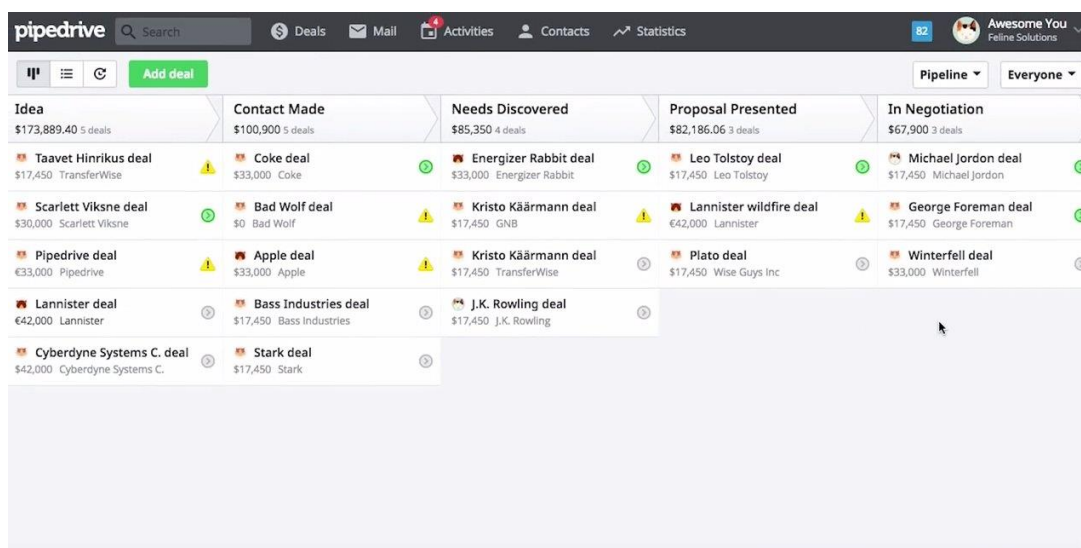 pipedrive Search Deals Mail 4 Activities Contacts Statistics 82 Awesome You
Feline Solutions
Add deal Pipeline Everyone
Idea
$173,889.40 5 deals
Taavet Hinrikus deal
$17,450 TransferWise
Scarlett Viksne deal
$30,000 Scarlett Viksne
Pipedrive deal
€33,000 Pipedrive
Lannister deal
€42,000 Lannister
Cyberdyne Systems C. deal
$42,000 Cyberdyne Systems C.
Contact Made
$100,900 5 deals
Coke deal
$33,000 Coke
Bad Wolf deal
$0 Bad Wolf
Apple deal
$33,000 Apple
Bass Industries deal
$17,450 Bass Industries
Stark deal
$17,450 Stark
Needs Discovered
$85,350 4 deals
Energizer Rabbit deal
$33,000 Energizer Rabbit
Kristo Käärmann deal
$17,450 GNB
Kristo Käärmann deal
$17,450 TransferWise
J.K. Rowling deal
$17,450 J.K. Rowling
Proposal Presented
$82,186.06 3 deals
Leo Tolstoy deal
$17,450 Leo Tolstoy
Lannister wildfire deal
€42,000 Lannister
Plato deal
$17,450 Wise Guys Inc
In Negotiation
$67,900 3 deals
Michael Jordon deal
$17,450 Michael Jordon
George Foreman deal
$17,450 George Foreman
Winterfell deal
$33,000 Winterfell